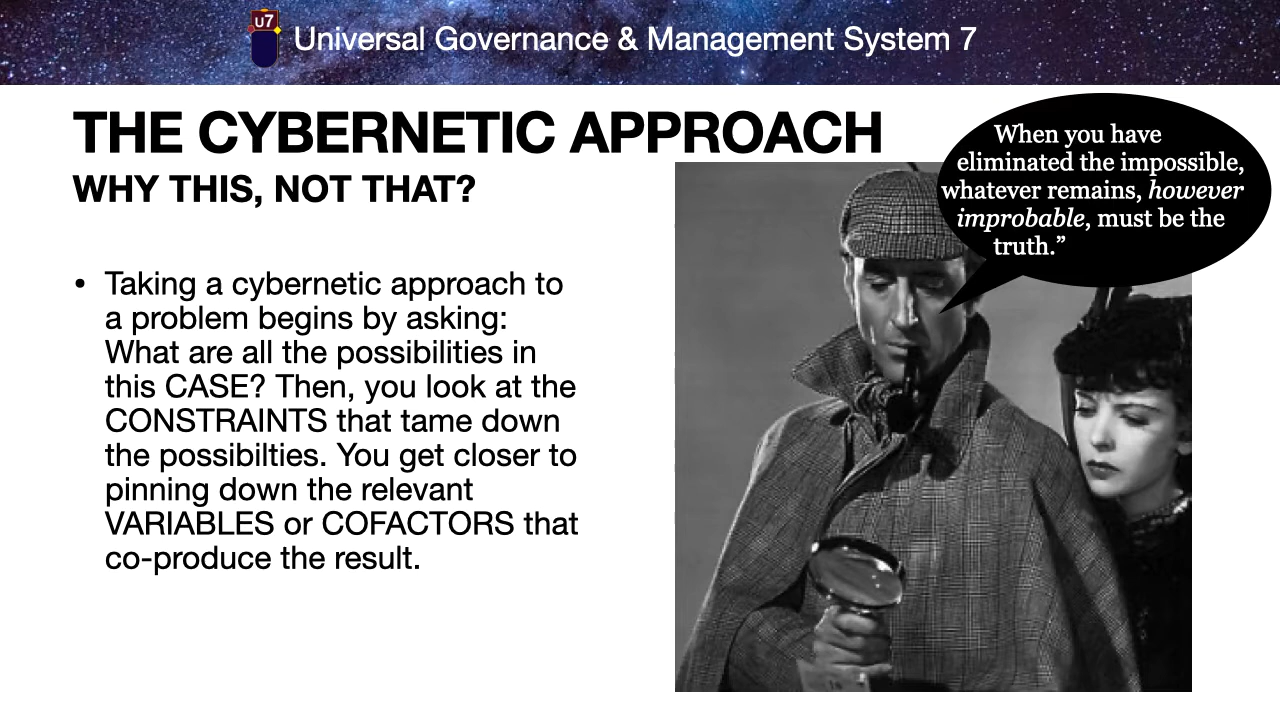 U7
Universal Governance & Management System 7
THE CYBERNETIC APPROACH
WHY THIS, NOT THAT?
When you have
eliminated the impossible,
whatever remains, however
improbable, must be the
truth.”
• Taking a cybernetic approach to
a problem begins by asking:
What are all the possibilities in
this CASE? Then, you look at the
CONSTRAINTS that tame down
the possibilties. You get closer to
pinning down the relevant
VARIABLES or COFACTORS that
co-produce the result.